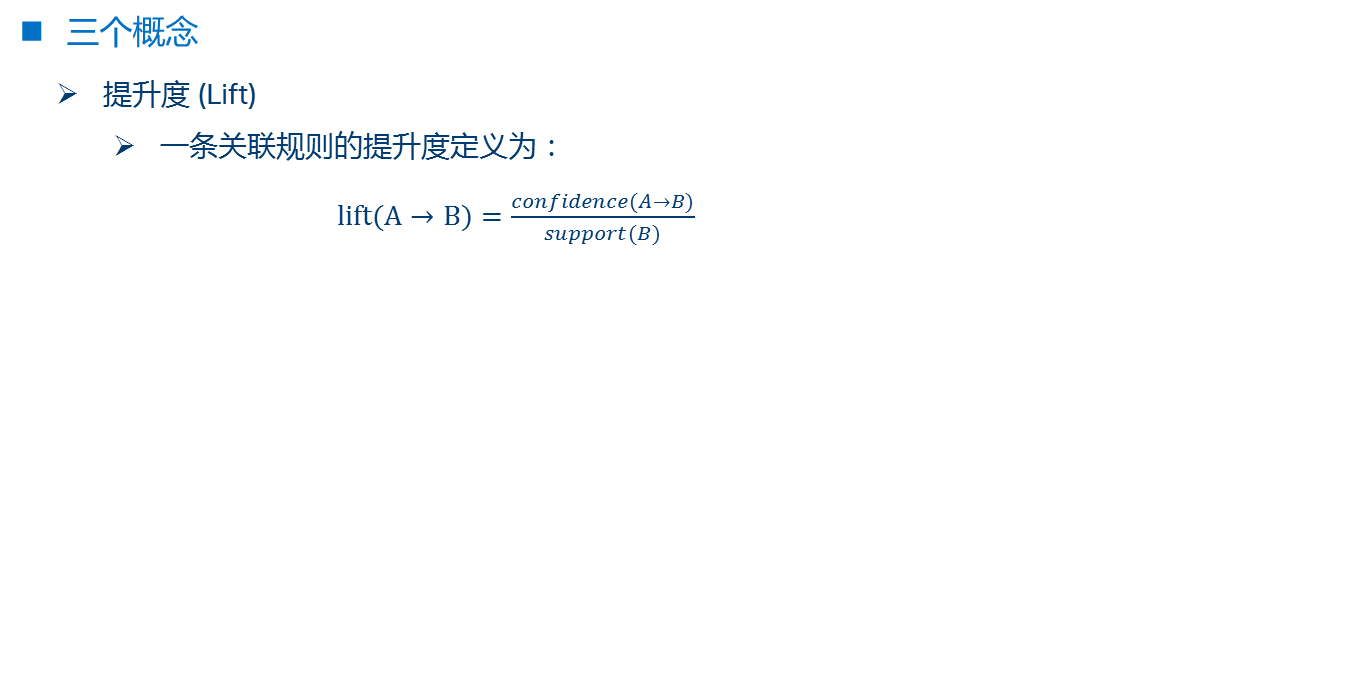 ■ 三个概念
➢ 提升度 (Lift)
➢ 一条关联规则的提升度定义为：
lift(A → B) = \frac{confidence(A→B)}{support(B)}